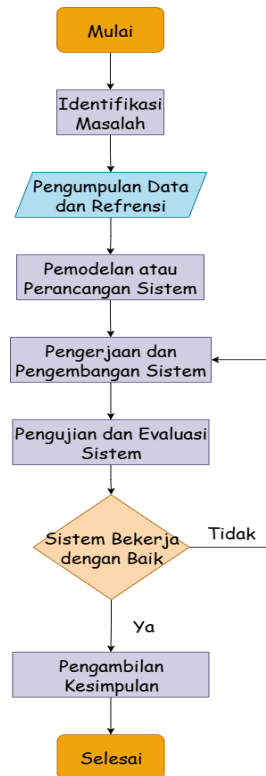 Mulai
Identifikasi
Masalah
Pengumpulan Data
dan Refrensi
Pemodelan atau
Perancangan Sistem
Pengerjaan dan
Pengembangan Sistem
Pengujian dan Evaluasi
Sistem
Sistem Bekerja
dengan Baik
Tidak
Ya
Pengambilan
Kesimpulan
Selesai